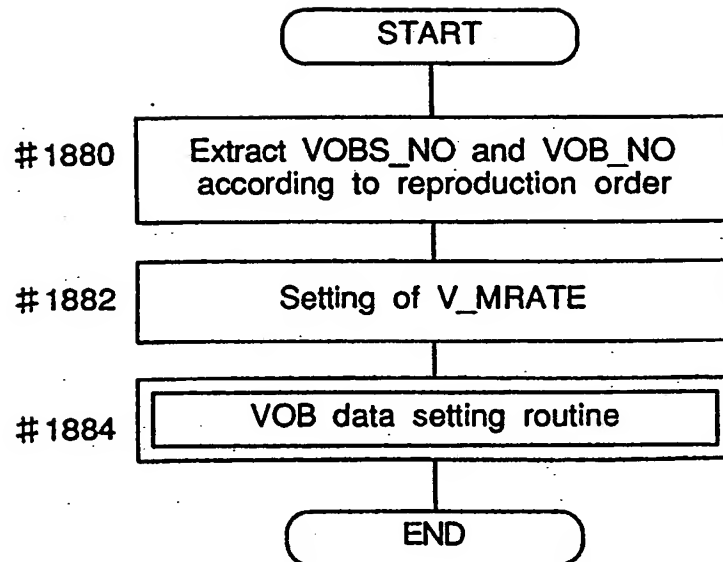 START
#1880
Extract VOBS_NO and VOB_NO
according to reproduction order
#1882
Setting of V_MRATE
#1884
VOB data setting routine
END